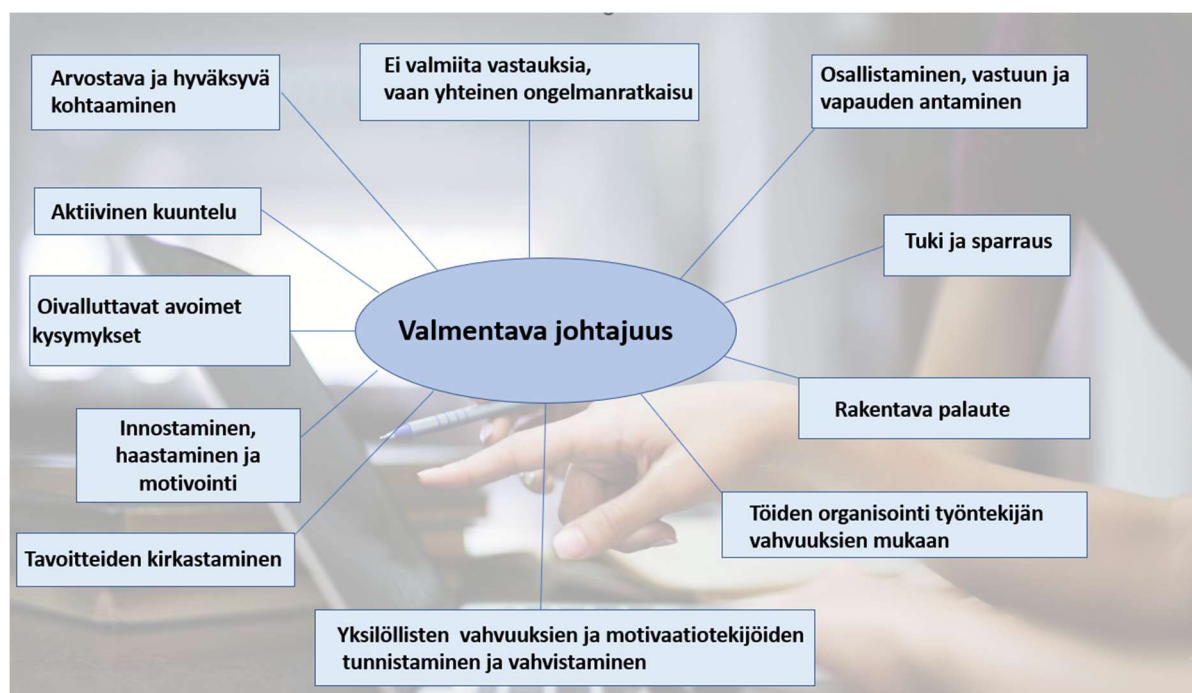 Arvostava ja hyväksyvä
kohtaaminen
Ei valmiita vastauksia,
vaan yhteinen ongelmanratkaisu
Osallistaminen, vastuun ja
vapauden antaminen
Aktiivinen kuuntelu
Tuki ja sparraus
Oivalluttavat avoimet
kysymykset
Valmentava johtajuus
Innostaminen,
haastaminen ja
motivointi
Rakentava palaute
Tavoitteiden kirkastaminen
Töiden organisointi työntekijän
vahvuuksien mukaan
Yksilöllisten vahvuuksien ja motivaatiotekijöiden
tunnistaminen ja vahvistaminen